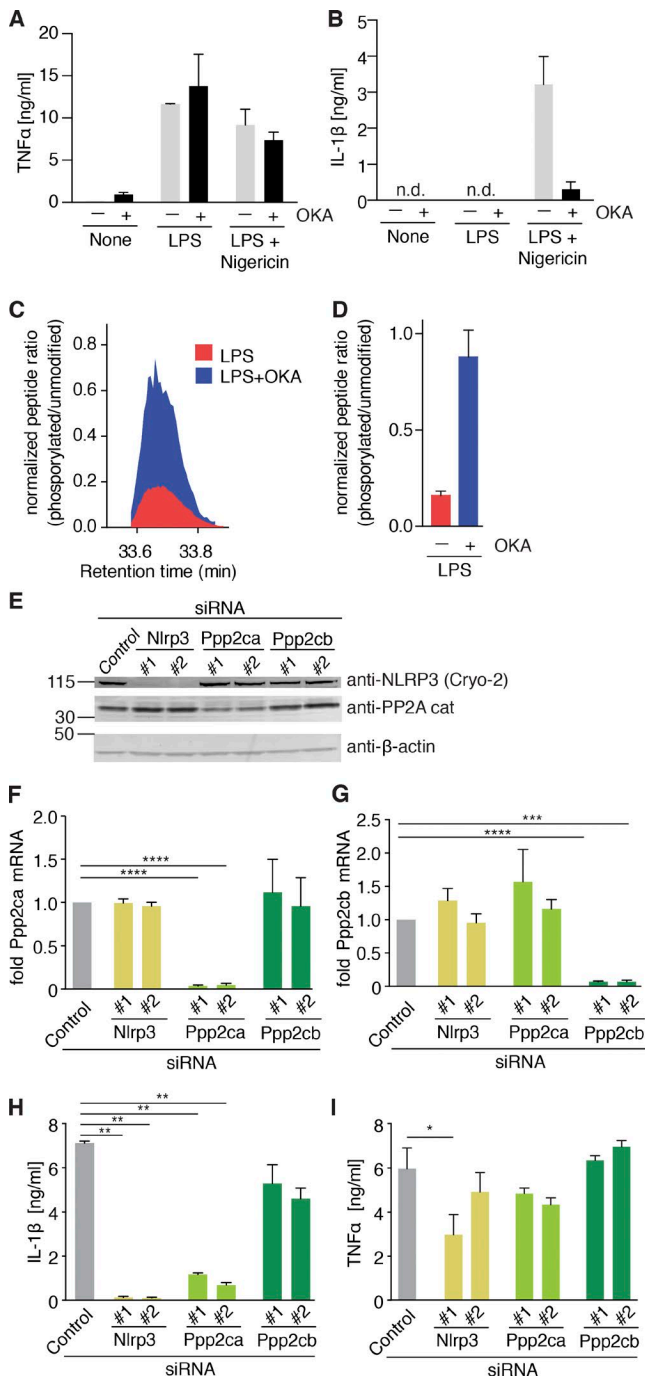 A
TNFα [ng/ml]
15
10
5
0
20
– + – + – + OKA
None LPS LPS +
Nigericin
B
IL-1β [ng/ml]
5
4
3
2
1
0
n.d. n.d.
– + – + – + OKA
None LPS LPS +
Nigericin
C
normalized peptide ratio
(phosporylated/unmodified)
0.8
0.6
0.4
0.2
0.0
LPS
LPS+OKA
33.6 33.8
Retention time (min)
D
normalized peptide ratio
(phosporylated/unmodified)
1.0
0.5
0.0
– + OKA
LPS
E
siRNA
Control Nlrp3 Ppp2ca Ppp2cb
#1 #2 #1 #2 #1 #2
115 anti-NLRP3 (Cryo-2)
anti-PP2A cat
30
50
anti-β-actin
F
fold Ppp2ca mRNA
2.0
1.5
1.0
0.5
0
****
****
Control #1 #2 #1 #2 #1 #2
Nlrp3 Ppp2ca Ppp2cb
siRNA
G
fold Ppp2cb mRNA
2.5
2.0
1.5
1.0
0.5
0
***
****
Control #1 #2 #1 #2 #1 #2
Nlrp3 Ppp2ca Ppp2cb
siRNA
H
IL-1β [ng/ml]
8
6
4
2
0
**
**
**
**
Control #1 #2 #1 #2 #1 #2
Nlrp3 Ppp2ca Ppp2cb
siRNA
I
TNFα [ng/ml]
8
6
4
2
0
*
Control #1 #2 #1 #2 #1 #2
Nlrp3 Ppp2ca Ppp2cb
siRNA